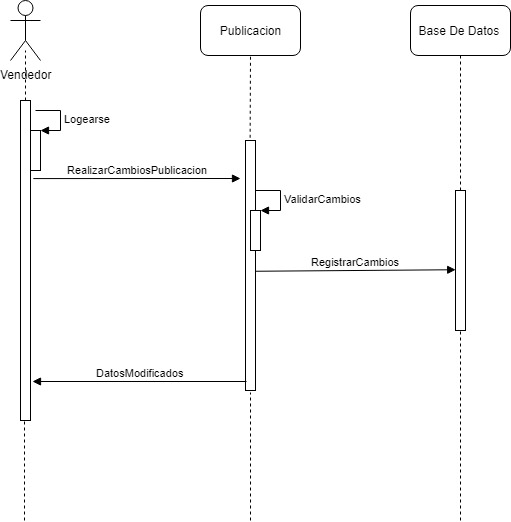 Publicacion
Base De Datos
Vendedor
Logearse
RealizarCambiosPublicacion
ValidarCambios
RegistrarCambios
DatosModificados